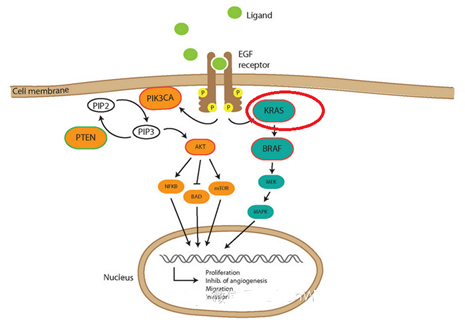 Ligand
EGF
receptor
P
P
P
P
Cell membrane
PIK3CA
KRAS
PIP2
PTEN
PIP3
AKT
BRAF
NFKB
BAD
mTOR
MEK
MAPK
Nucleus
Proliferation
Inhib. of angiogenesis
Migration
Invasion